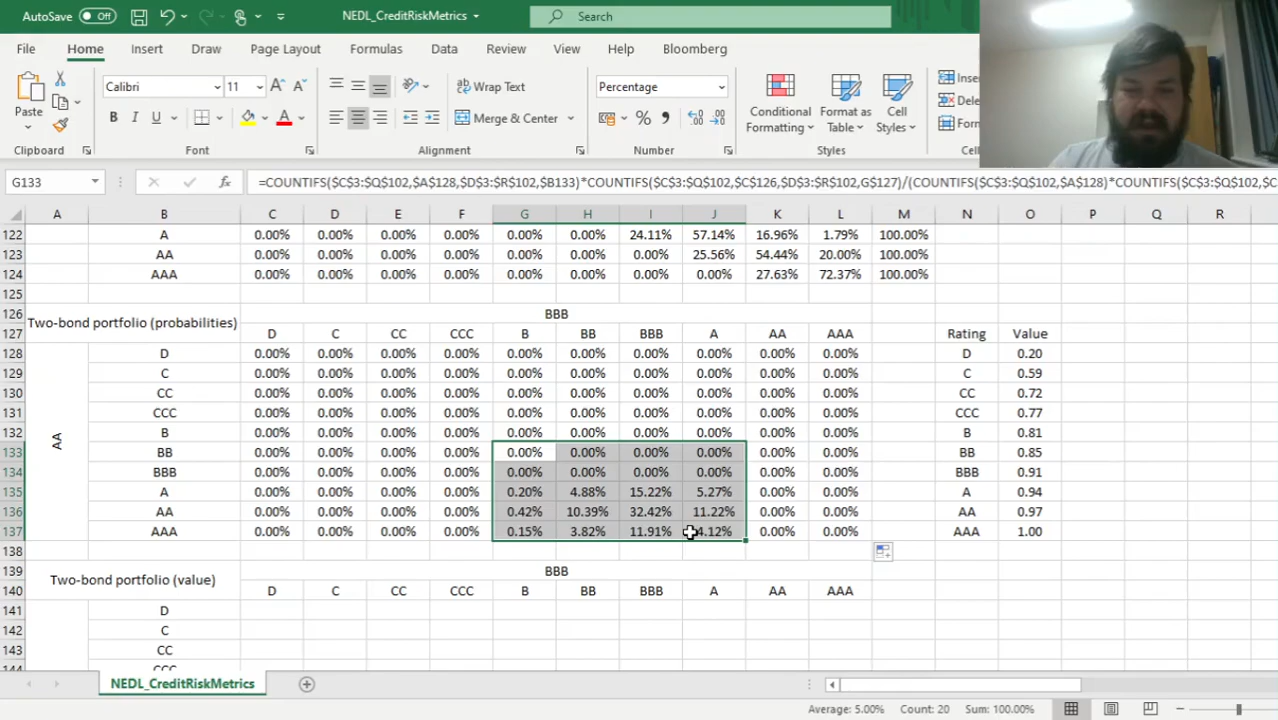 AutoSave Off NEDL_CreditRiskMetrics Search
File Home Insert Draw Page Layout Formulas Data Review View Help Bloomberg
Paste Calibri 11 A A Wrap Text Percentage Conditional Formatting Format as Table Cell Styles
B I U A Merge & Center % 9
Clipboard Font Alignment Number Styles
G133 fx =COUNTIFS($C$3:$Q$102,$A$128,$D$3:$R$102,$B133)*COUNTIFS($C$3:$Q$102,$C$126,$D$3:$R$102,G$127)/(COUNTIFS($C$3:$Q$102,$A$128)*COUNTIFS($C$3:$Q$102,$C
A B C D E F G H I J K L M N O P Q R
122 A 0.00% 0.00% 0.00% 0.00% 0.00% 0.00% 24.11% 57.14% 16.96% 1.79% 100.00%
123 AA 0.00% 0.00% 0.00% 0.00% 0.00% 0.00% 0.00% 25.56% 54.44% 20.00% 100.00%
124 AAA 0.00% 0.00% 0.00% 0.00% 0.00% 0.00% 0.00% 0.00% 27.63% 72.37% 100.00%
125
126 Two-bond portfolio (probabilities) BBB
127 D C CC CCC B BB BBB A AA AAA Rating Value
128 AA D 0.00% 0.00% 0.00% 0.00% 0.00% 0.00% 0.00% 0.00% 0.00% 0.00% D 0.20
129 C 0.00% 0.00% 0.00% 0.00% 0.00% 0.00% 0.00% 0.00% 0.00% 0.00% C 0.59
130 CC 0.00% 0.00% 0.00% 0.00% 0.00% 0.00% 0.00% 0.00% 0.00% 0.00% CC 0.72
131 CCC 0.00% 0.00% 0.00% 0.00% 0.00% 0.00% 0.00% 0.00% 0.00% 0.00% CCC 0.77
132 B 0.00% 0.00% 0.00% 0.00% 0.00% 0.00% 0.00% 0.00% 0.00% 0.00% B 0.81
133 BB 0.00% 0.00% 0.00% 0.00% 0.00% 0.00% 0.00% 0.00% 0.00% 0.00% BB 0.85
134 BBB 0.00% 0.00% 0.00% 0.00% 0.00% 0.00% 0.00% 0.00% 0.00% 0.00% BBB 0.91
135 A 0.00% 0.00% 0.00% 0.00% 0.20% 4.88% 15.22% 5.27% 0.00% 0.00% A 0.94
136 AA 0.00% 0.00% 0.00% 0.00% 0.42% 10.39% 32.42% 11.22% 0.00% 0.00% AA 0.97
137 AAA 0.00% 0.00% 0.00% 0.00% 0.15% 3.82% 11.91% 4.12% 0.00% 0.00% AAA 1.00
138
139 Two-bond portfolio (value) BBB
140 D C CC CCC B BB BBB A AA AAA
141 D
142 C
143 CC
144 CCC
NEDL_CreditRiskMetrics
Average: 5.00% Count: 20 Sum: 100.00%